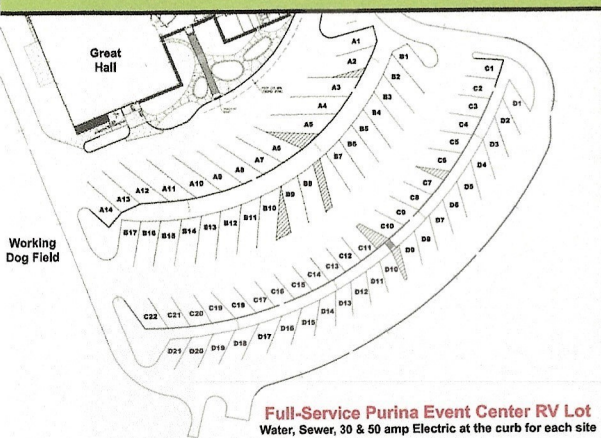 Great
Hall
Working
Dog Field
A1
A2
A3
A4
A5
A6
A7
A8
A9
A10
A11
A12
A13
A14
B1
B2
B3
B4
B5
B6
B7
B8
B9
B10
B11
B12
B13
B14
B15
B16
B17
C1
C2
C3
C4
C5
C6
C7
C8
C9
C10
C11
C12
C13
C14
C15
C16
C17
C18
C19
C20
C21
C22
D1
D2
D3
D4
D5
D6
D7
D8
D9
D10
D11
D12
D13
D14
D15
D16
D17
D18
D19
D20
D21
Full-Service Purina Event Center RV Lot
Water, Sewer, 30 & 50 amp Electric at the curb for each site